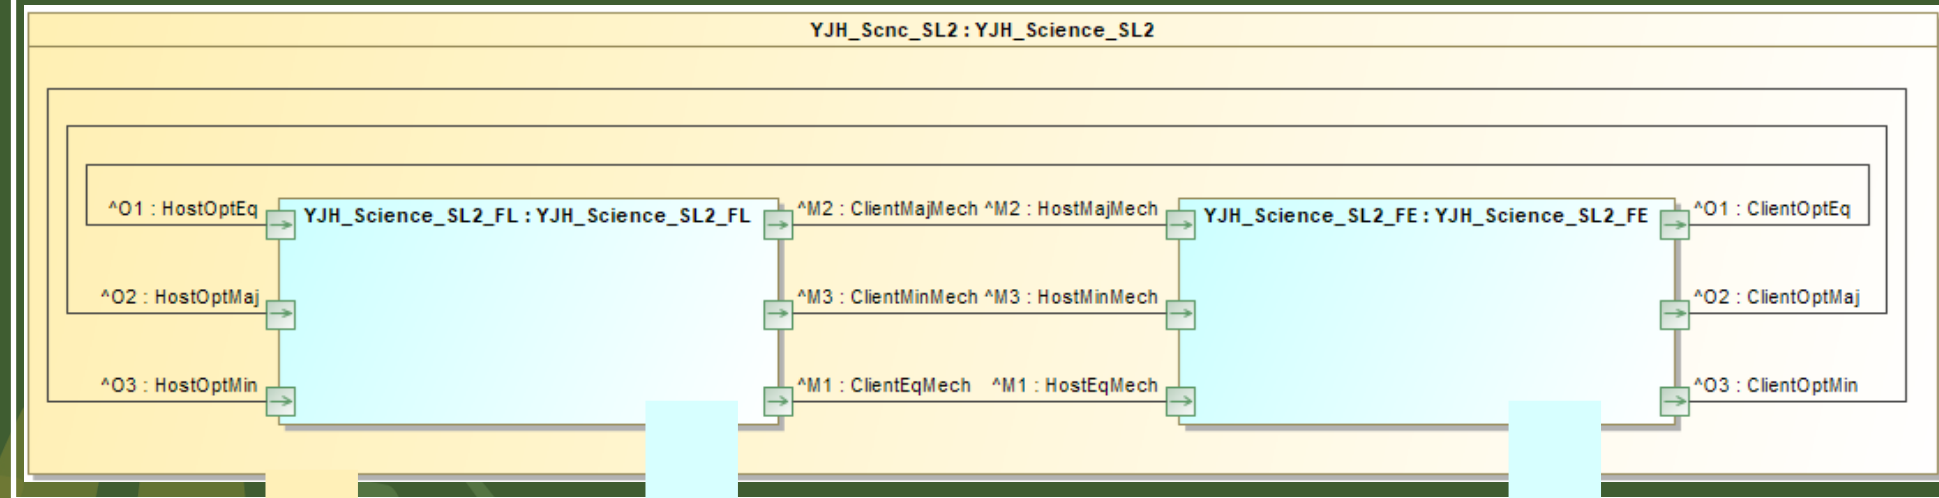 YJH_Scnc_SL2 : YJH_Science_SL2
^O1 : HostOptEq
YJH_Science_SL2_FL : YJH_Science_SL2_FL
^M2 : ClientMajMech
^M2 : HostMajMech
YJH_Science_SL2_FE : YJH_Science_SL2_FE
^O1 : ClientOptEq
^O2 : HostOptMaj
^M3 : ClientMinMech
^M3 : HostMinMech
^O2 : ClientOptMaj
^O3 : HostOptMin
^M1 : ClientEqMech
^M1 : HostEqMech
^O3 : ClientOptMin